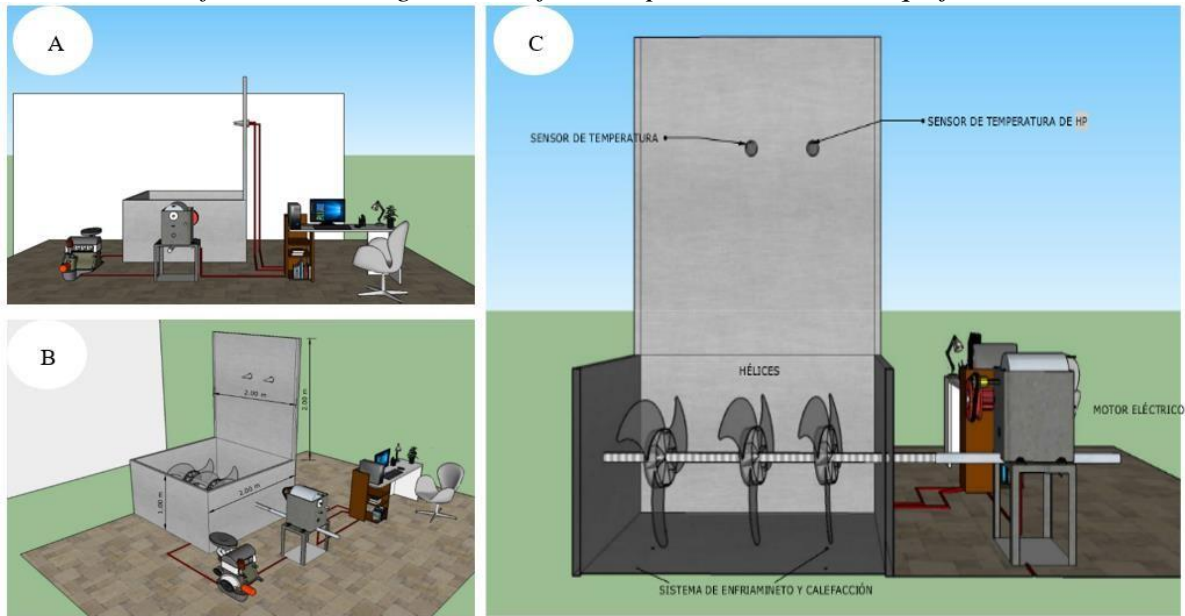 A
B
2.00 m
2.00 m
2.00 m
1.00 m
C
SENSOR DE TEMPERATURA
SENSOR DE TEMPERATURA DE HP
HÉLICES
MOTOR ELÉCTRICO
SISTEMA DE ENFRIAMINETO Y CALEFACCIÓN